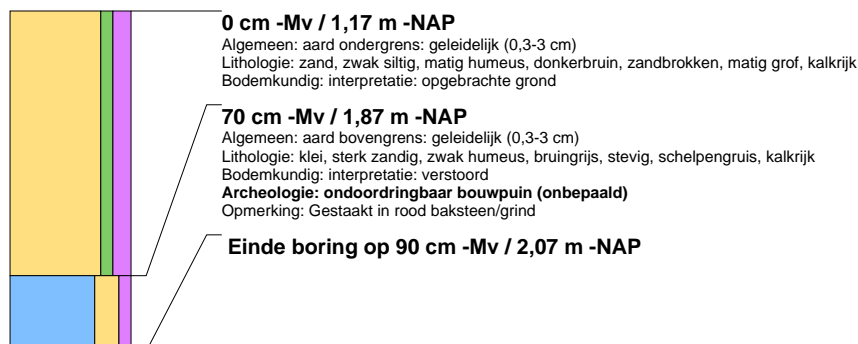 0 cm -Mv / 1,17 m -NAP
Algemeen: aard ondergrens: geleidelijk (0,3-3 cm)
Lithologie: zand, zwak siltig, matig humeus, donkerbruin, zandbrokken, matig grof, kalkrijk
Bodemkundig: interpretatie: opgebrachte grond
70 cm -Mv / 1,87 m -NAP
Algemeen: aard bovengrens: geleidelijk (0,3-3 cm)
Lithologie: klei, sterk zandig, zwak humeus, bruingrijs, stevig, schelpengruis, kalkrijk
Bodemkundig: interpretatie: verstoord
Archeologie: ondoordringbaar bouwpuin (onbepaald)
Opmerking: Gestaakt in rood baksteen/grind
Einde boring op 90 cm -Mv / 2,07 m -NAP